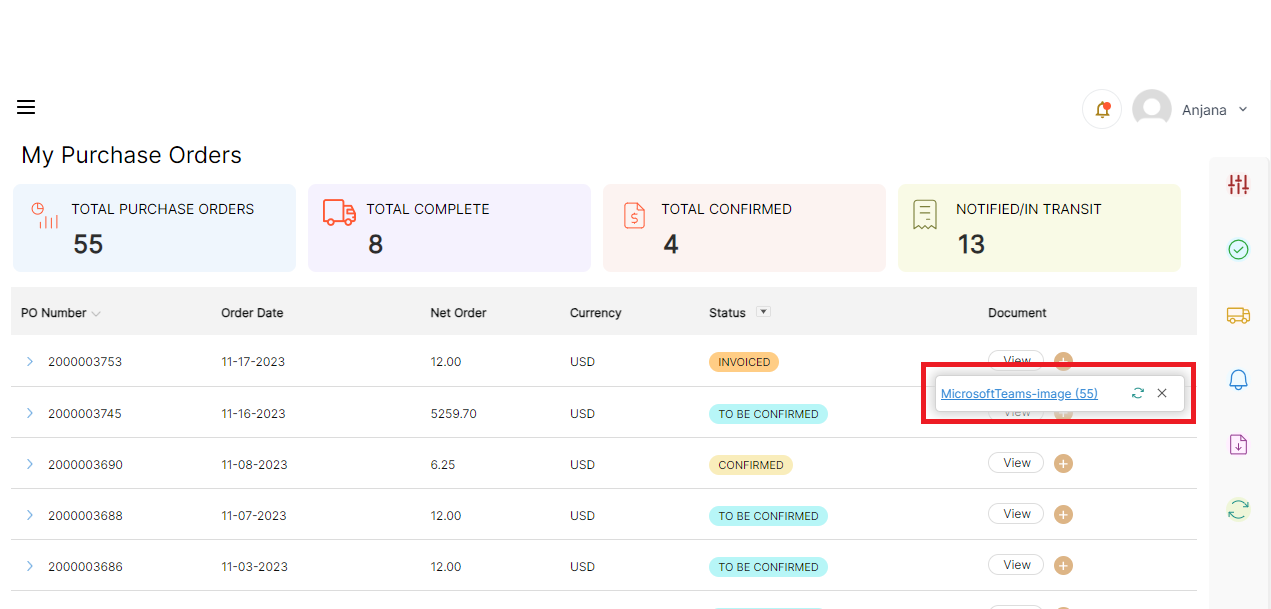 Anjana
My Purchase Orders
TOTAL PURCHASE ORDERS
55
TOTAL COMPLETE
8
TOTAL CONFIRMED
4
NOTIFIED/IN TRANSIT
13
PO Number Order Date Net Order Currency Status Document
2000003753 11-17-2023 12.00 USD INVOICED View
MicrosoftTeams-image (55)
2000003745 11-16-2023 5259.70 USD TO BE CONFIRMED View
2000003690 11-08-2023 6.25 USD CONFIRMED View
2000003688 11-07-2023 12.00 USD TO BE CONFIRMED View
2000003686 11-03-2023 12.00 USD TO BE CONFIRMED View